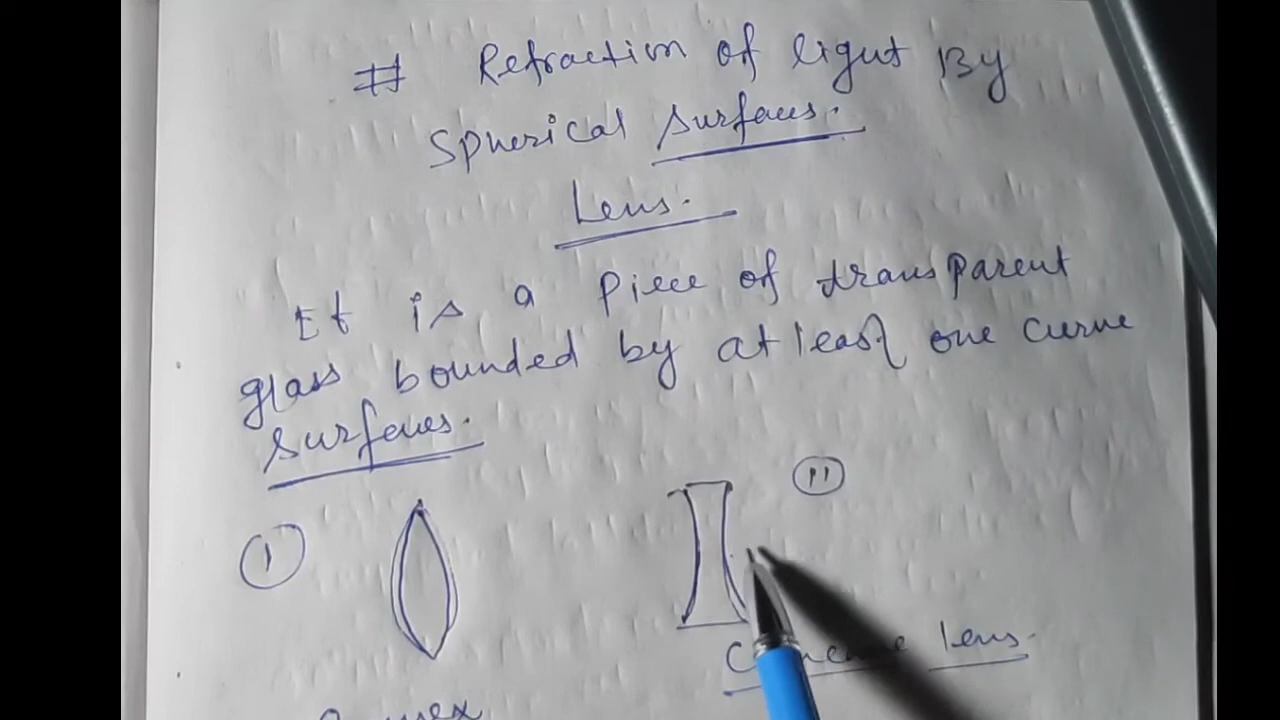 # Refraction of light By
Spherical surfaces.
Lens.
It is a Piece of transparent
glass bounded by at least one curve
surfaces.
I
II
lens.